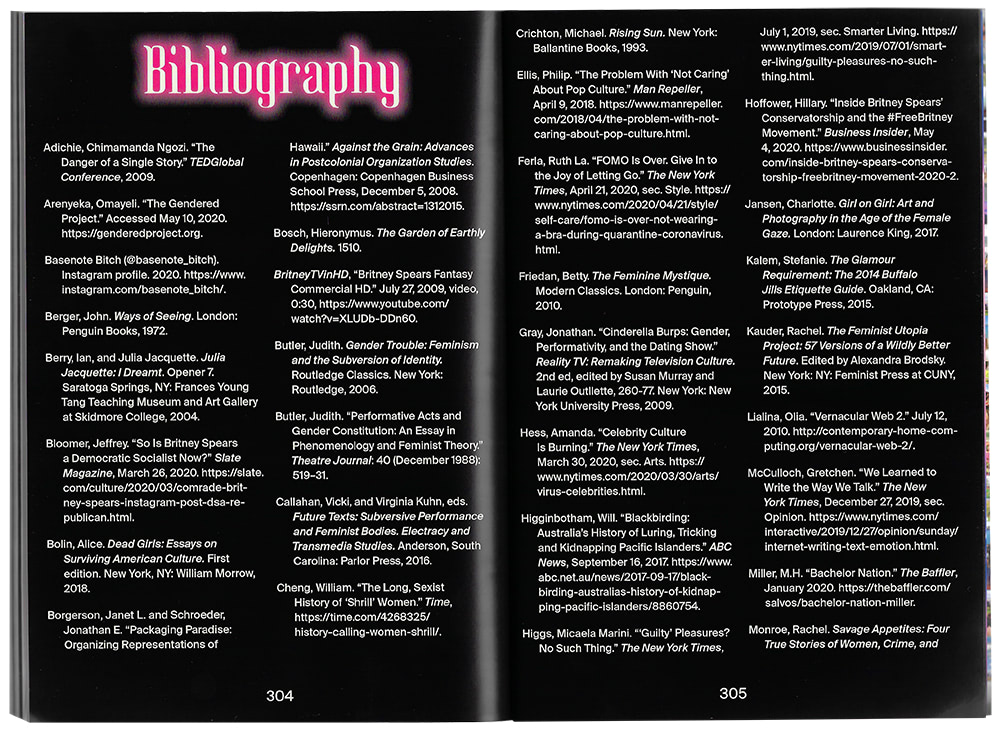 Bibliography
Adichie, Chimamanda Ngozi. “The
Danger of a Single Story.” TEDGlobal
Conference, 2009.
Arenyeka, Omayeli. “The Gendered
Project.” Accessed May 10, 2020.
https://genderedproject.org.
Basenote Bitch (@basenote_bitch).
Instagram profile. 2020. https://www.
instagram.com/basenote_bitch/.
Berger, John. Ways of Seeing. London:
Penguin Books, 1972.
Berry, Ian, and Julia Jacquette. Julia
Jacquette: I Dreamt. Opener 7.
Saratoga Springs, NY: Frances Young
Tang Teaching Museum and Art Gallery
at Skidmore College, 2004.
Bloomer, Jeffrey. “So Is Britney Spears
a Democratic Socialist Now?” Slate
Magazine, March 26, 2020. https://slate.
com/culture/2020/03/comrade-brit-
ney-spears-instagram-post-dsa-re-
publican.html.
Bolin, Alice. Dead Girls: Essays on
Surviving American Culture. First
edition. New York, NY: William Morrow,
2018.
Borgerson, Janet L. and Schroeder,
Jonathan E. “Packaging Paradise:
Organizing Representations of
Hawaii.” Against the Grain: Advances
in Postcolonial Organization Studies.
Copenhagen: Copenhagen Business
School Press, December 5, 2008.
https://ssrn.com/abstract=1312015.
Bosch, Hieronymus. The Garden of Earthly
Delights. 1510.
BritneyTVinHD, “Britney Spears Fantasy
Commercial HD.” July 27, 2009, video,
0:30, https://www.youtube.com/
watch?v=XLUDb-DDn60.
Butler, Judith. Gender Trouble: Feminism
and the Subversion of Identity.
Routledge Classics. New York:
Routledge, 2006.
Butler, Judith. “Performative Acts and
Gender Constitution: An Essay in
Phenomenology and Feminist Theory.”
Theatre Journal: 40 (December 1988):
519–31.
Callahan, Vicki, and Virginia Kuhn, eds.
Future Texts: Subversive Performance
and Feminist Bodies. Electracy and
Transmedia Studies. Anderson, South
Carolina: Parlor Press, 2016.
Cheng, William. “The Long, Sexist
History of ‘Shrill’ Women.” Time,
https://time.com/4268325/
history-calling-women-shrill/.
304
Crichton, Michael. Rising Sun. New York:
Ballantine Books, 1993.
Ellis, Philip. “The Problem With ‘Not Caring’
About Pop Culture.” Man Repeller,
April 9, 2018. https://www.manrepeller.
com/2018/04/the-problem-with-not-
caring-about-pop-culture.html.
Ferla, Ruth La. “FOMO Is Over. Give In to
the Joy of Letting Go.” The New York
Times, April 21, 2020, sec. Style. https://
www.nytimes.com/2020/04/21/style/
self-care/fomo-is-over-not-wearing-
a-bra-during-quarantine-coronavirus.
html.
Friedan, Betty. The Feminine Mystique.
Modern Classics. London: Penguin,
2010.
Gray, Jonathan. “Cinderella Burps: Gender,
Performativity, and the Dating Show.”
Reality TV: Remaking Television Culture.
2nd ed, edited by Susan Murray and
Laurie Outliette, 260-77. New York: New
York University Press, 2009.
Hess, Amanda. “Celebrity Culture
Is Burning.” The New York Times,
March 30, 2020, sec. Arts. https://
www.nytimes.com/2020/03/30/arts/
virus-celebrities.html.
Higginbotham, Will. “Blackbirding:
Australia’s History of Luring, Tricking
and Kidnapping Pacific Islanders.” ABC
News, September 16, 2017. https://www.
abc.net.au/news/2017-09-17/black-
birding-australias-history-of-kidnap-
ping-pacific-islanders/8860754.
Higgs, Micaela Marini. “‘Guilty’ Pleasures?
No Such Thing.” The New York Times,
July 1, 2019, sec. Smarter Living. https://
www.nytimes.com/2019/07/01/smart-
er-living/guilty-pleasures-no-such-
thing.html.
Hoffower, Hillary. “Inside Britney Spears’
Conservatorship and the #FreeBritney
Movement.” Business Insider, May
4, 2020. https://www.businessinsider.
com/inside-britney-spears-conserva-
torship-freebritney-movement-2020-2.
Jansen, Charlotte. Girl on Girl: Art and
Photography in the Age of the Female
Gaze. London: Laurence King, 2017.
Kalem, Stefanie. The Glamour
Requirement: The 2014 Buffalo
Jills Etiquette Guide. Oakland, CA:
Prototype Press, 2015.
Kauder, Rachel. The Feminist Utopia
Project: 57 Versions of a Wildly Better
Future. Edited by Alexandra Brodsky.
New York: NY: Feminist Press at CUNY,
2015.
Lialina, Olia. “Vernacular Web 2.” July 12,
2010. http://contemporary-home-com-
puting.org/vernacular-web-2/.
McCulloch, Gretchen. “We Learned to
Write the Way We Talk.” The New
York Times, December 27, 2019, sec.
Opinion. https://www.nytimes.com/
interactive/2019/12/27/opinion/sunday/
internet-writing-text-emotion.html.
Miller, M.H. “Bachelor Nation.” The Baffler,
January 2020. https://thebaffler.com/
salvos/bachelor-nation-miller.
Monroe, Rachel. Savage Appetites: Four
True Stories of Women, Crime, and
305